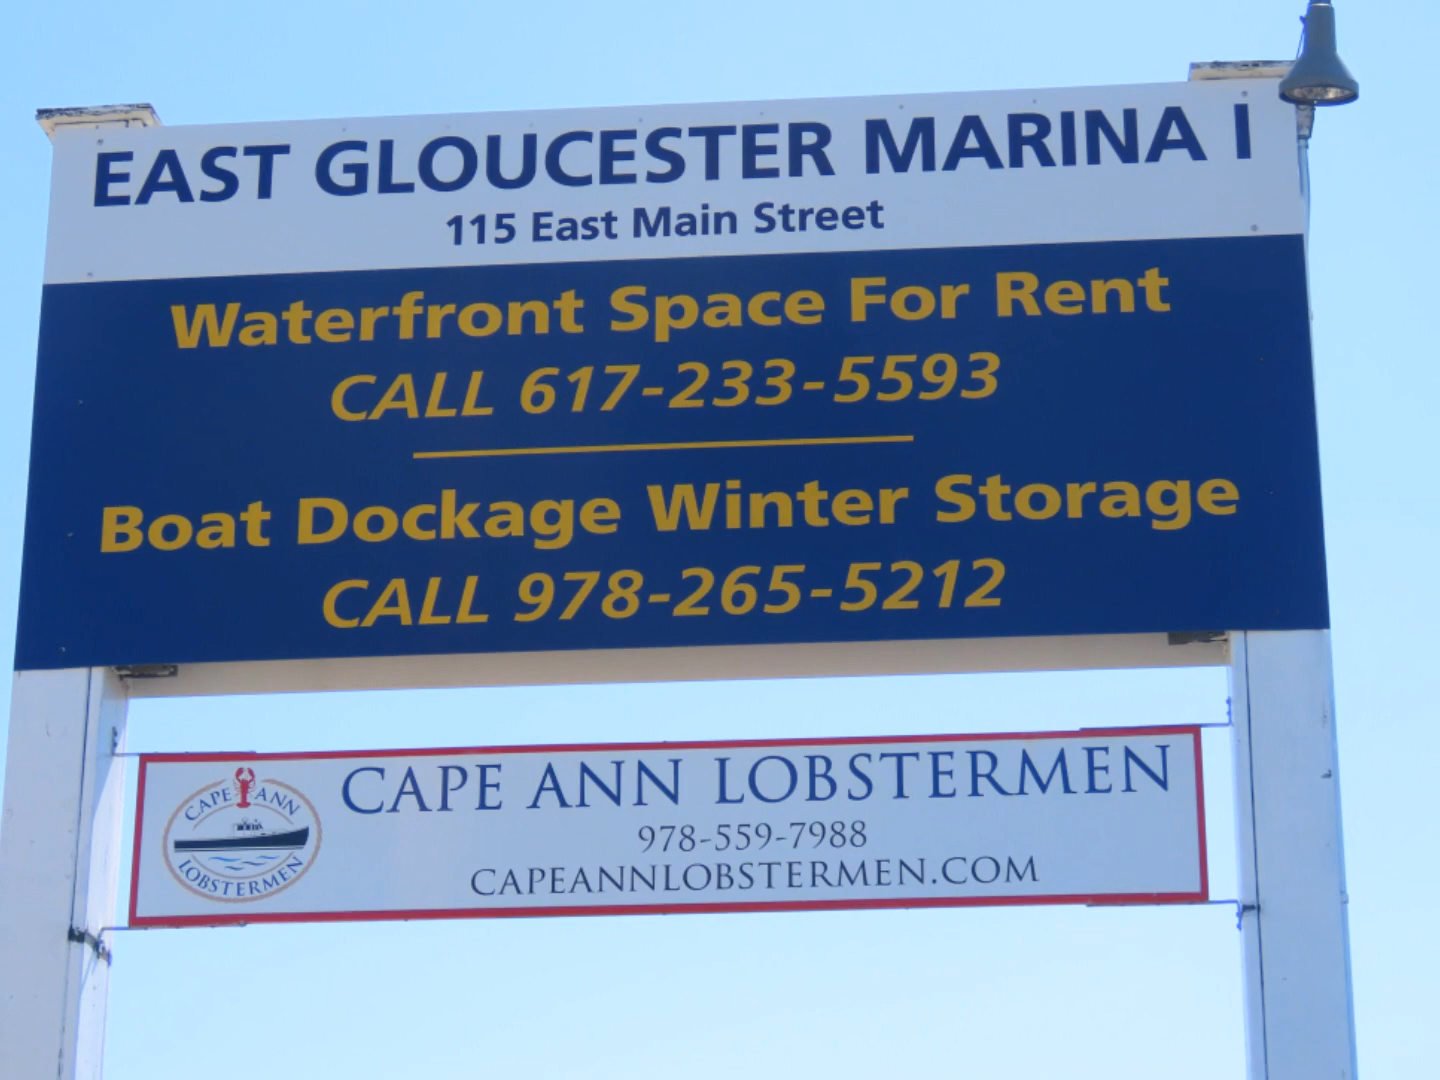 EAST GLOUCESTER MARINA I
115 East Main Street
Waterfront Space For Rent
CALL 617-233-5593
Boat Dockage Winter Storage
CALL 978-265-5212
CAPE ANN
LOBSTERMEN
CAPE ANN LOBSTERMEN
978-559-7988
CAPEANNLOBSTERMEN.COM